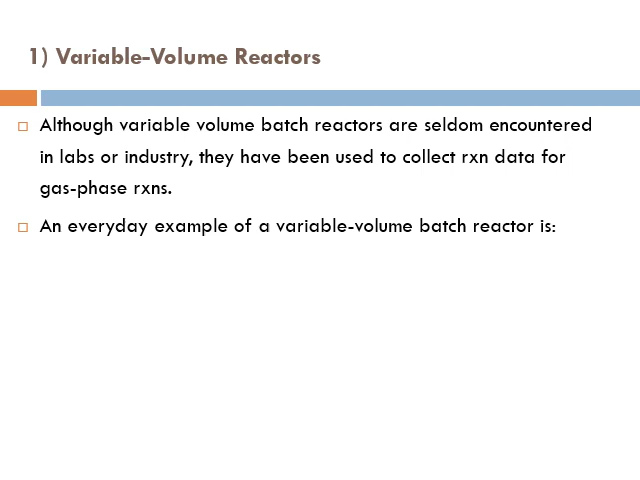 1) Variable-Volume Reactors
Although variable volume batch reactors are seldom encountered
in labs or industry, they have been used to collect rxn data for
gas-phase rxns.
An everyday example of a variable-volume batch reactor is: